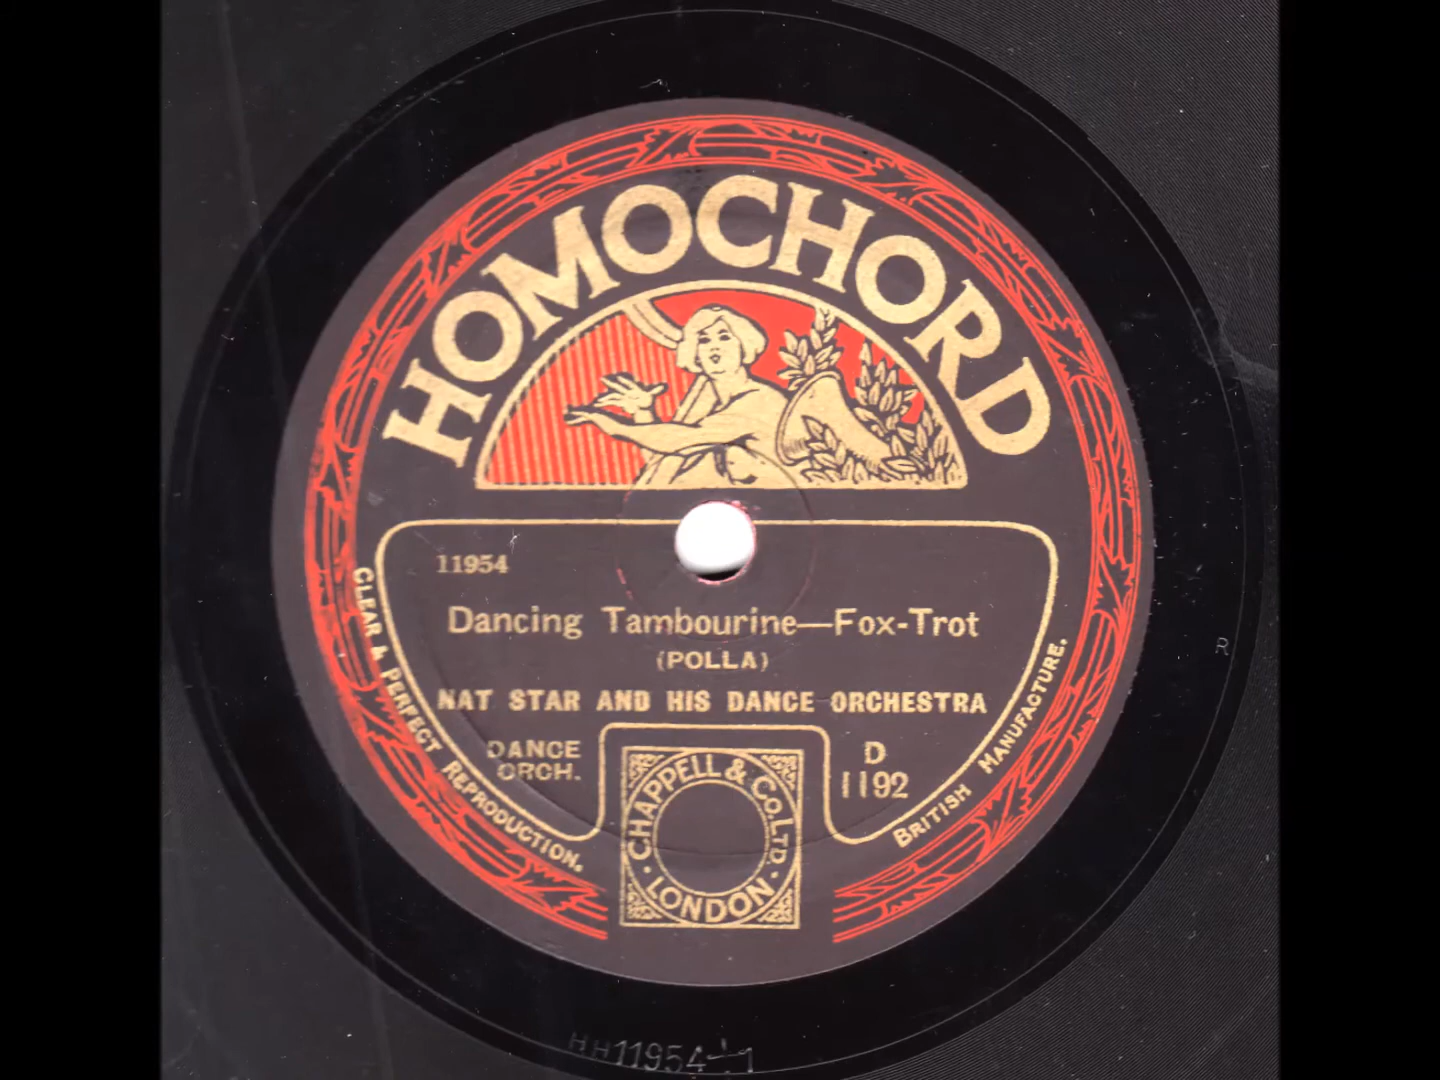 HOMOCHORD
11954
Dancing Tambourine—Fox-Trot
(POLLA)
NAT STAR AND HIS DANCE ORCHESTRA
DANCE
ORCH.
D
1192
CHAPPELL & CO. LTD.
· LONDON ·
CLEAR & PERFECT REPRODUCTION.
BRITISH MANUFACTURE.
R
HH11954-1